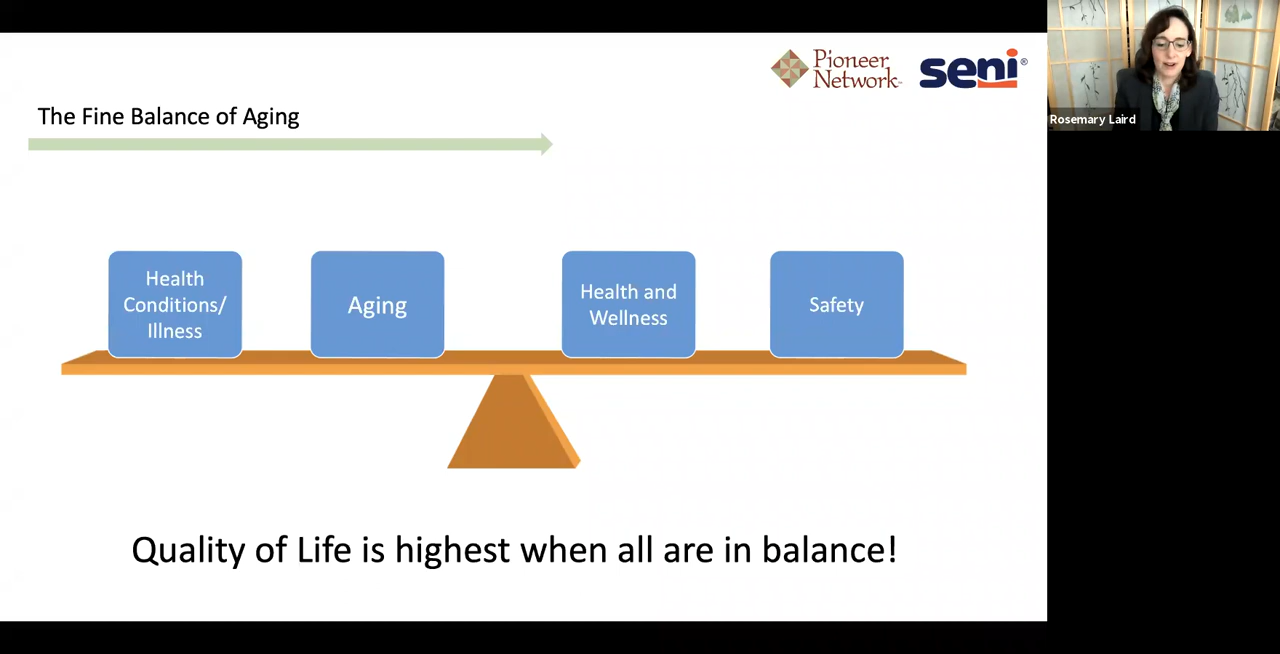 Pioneer
Network
seni®
Rosemary Laird
The Fine Balance of Aging
Health
Conditions/
Illness
Aging
Health and
Wellness
Safety
Quality of Life is highest when all are in balance!